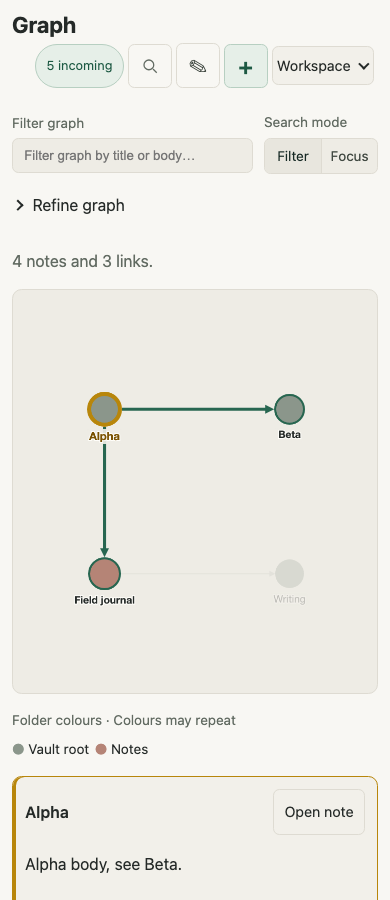 Graph
5 incoming
Workspace
Filter graph
Search mode
Filter graph by title or body…
Filter
Focus
Refine graph
4 notes and 3 links.
Alpha
Beta
Field journal
Writing
Folder colours · Colours may repeat
Vault root
Notes
Alpha
Open note
Alpha body, see Beta.